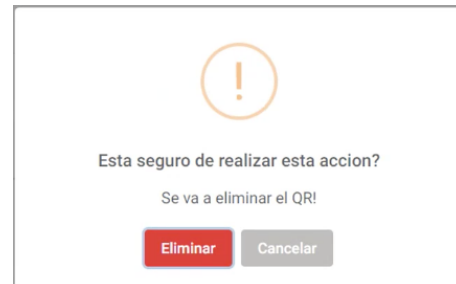 !
Esta seguro de realizar esta accion?
Se va a eliminar el QR!
Eliminar
Cancelar